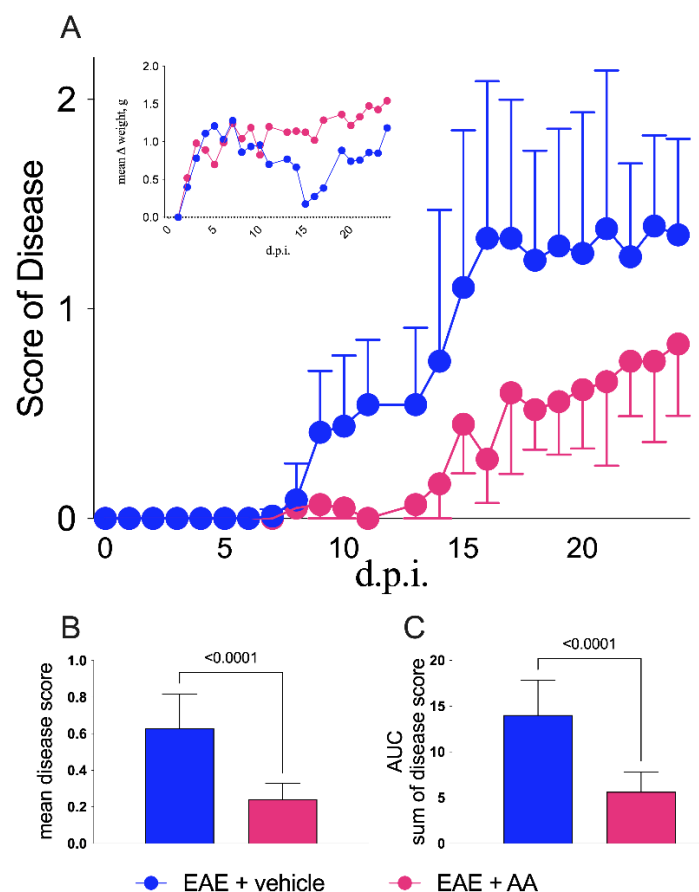 A
Score of Disease
2
1
0
0 5 10 15 20
d.p.i.
mean Δ weight, g
2.0
1.5
1.0
0.5
0.0
0 5 10 15 20
d.p.i.
B
mean disease score
1.0
0.8
0.6
0.4
0.2
0.0
<0.0001
C
AUC
sum of disease score
20
15
10
5
0
<0.0001
EAE + vehicle EAE + AA